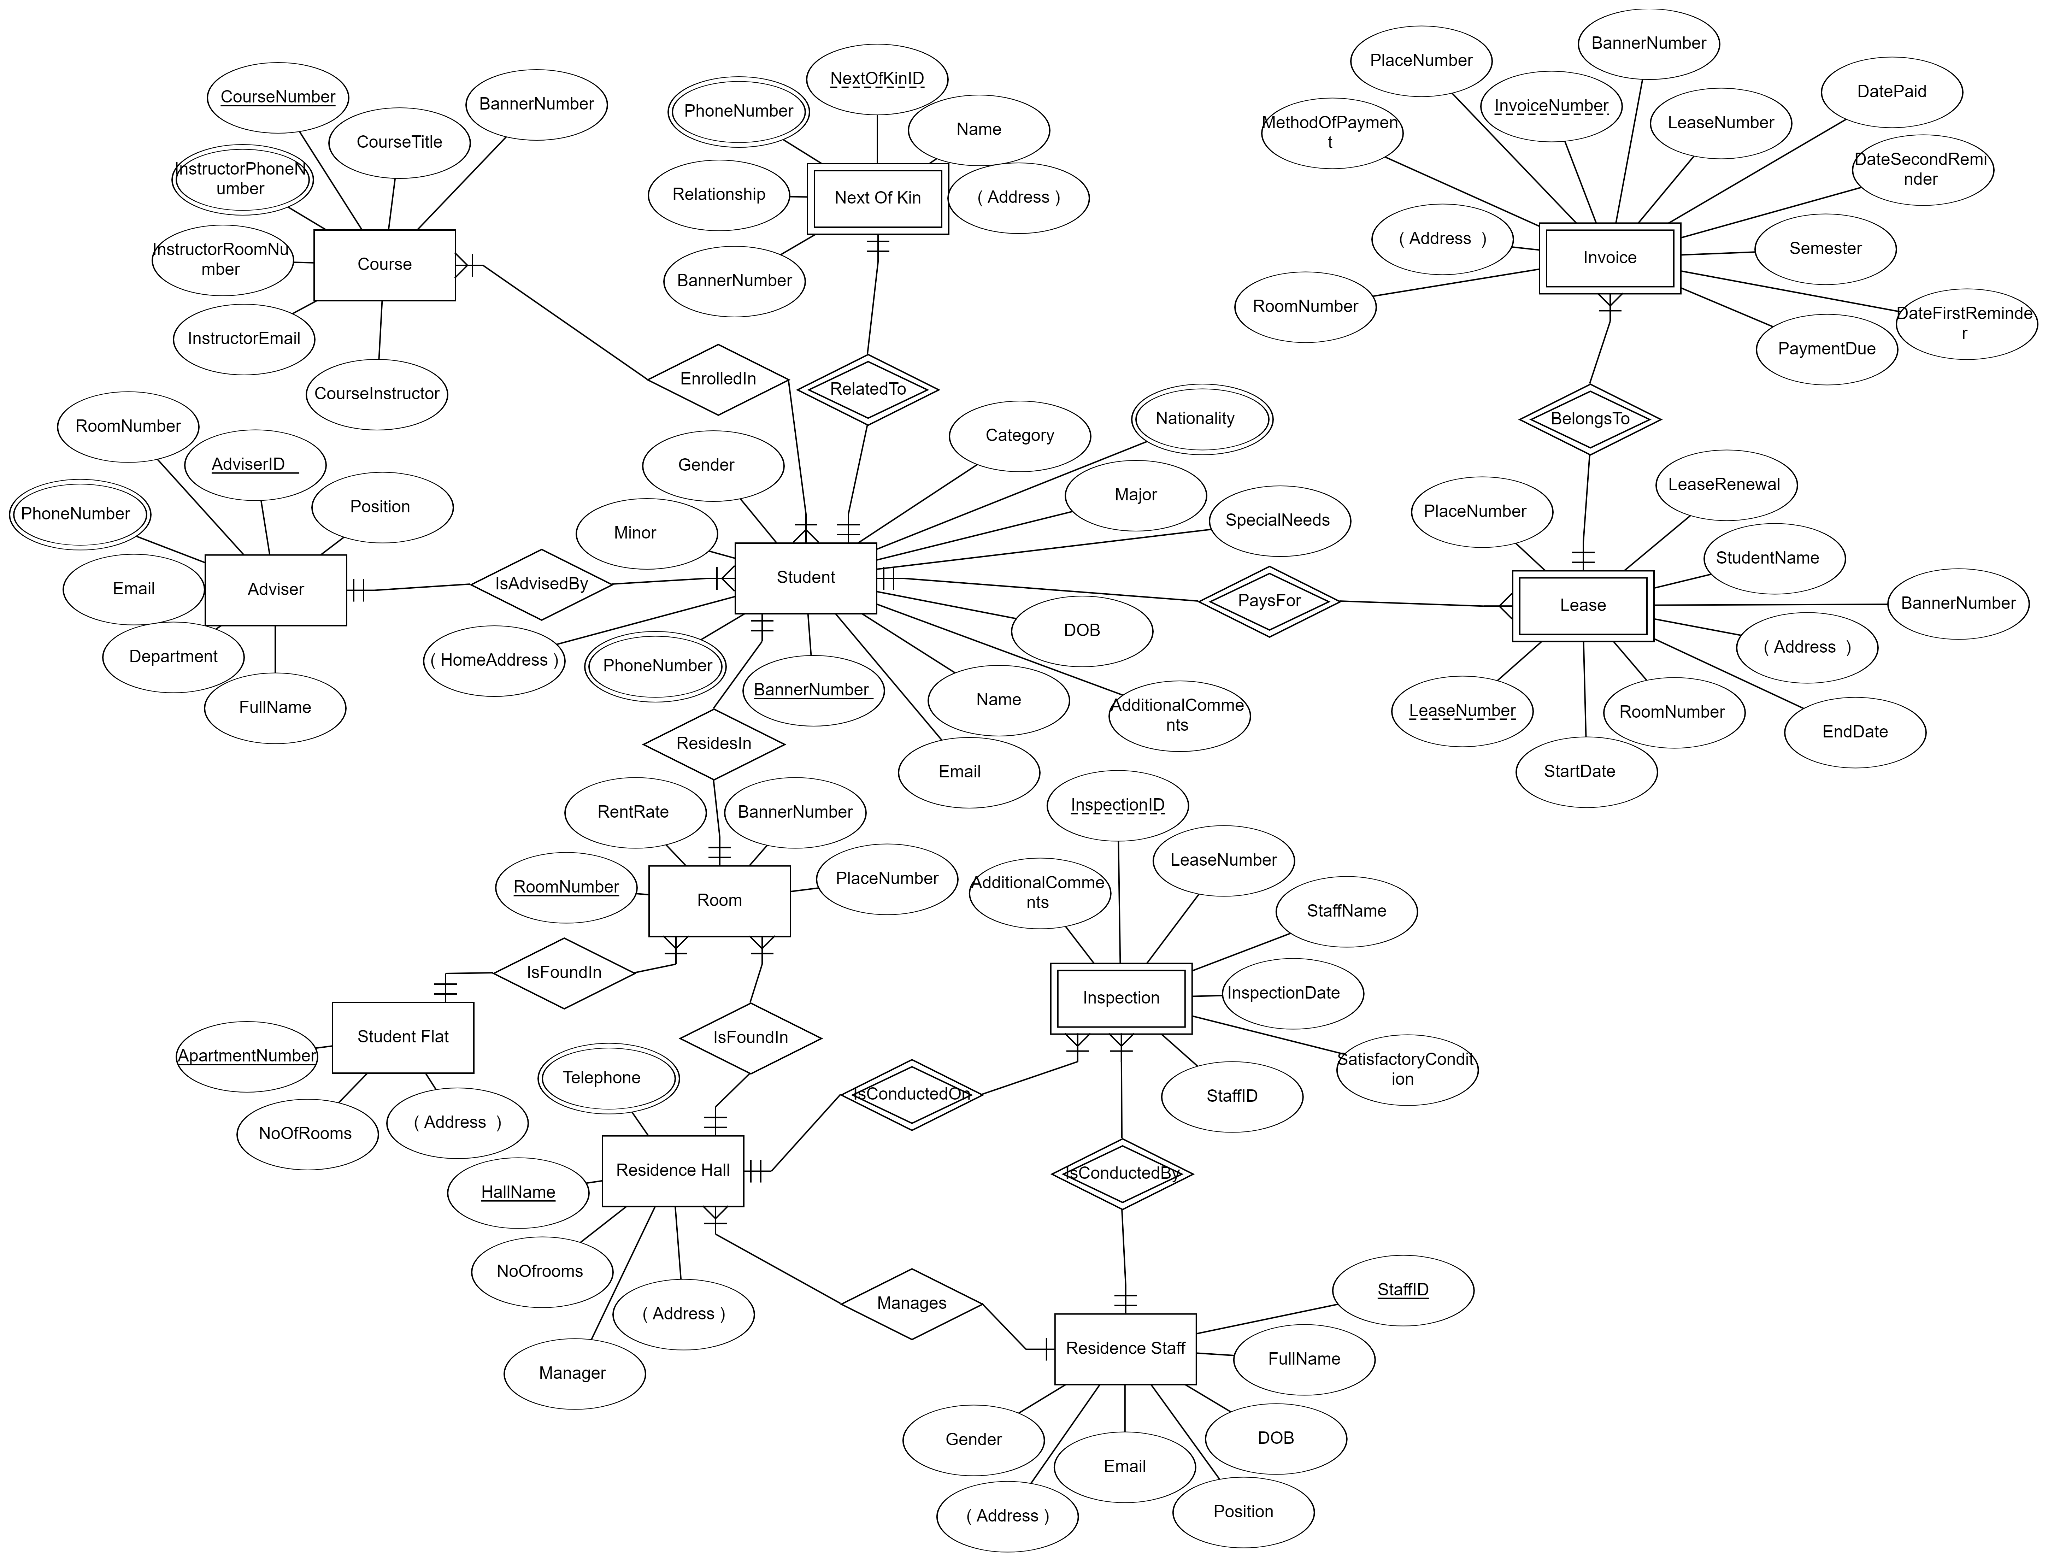 BannerNumber
PlaceNumber
NextOfKinID
DatePaid
CourseNumber
BannerNumber
InvoiceNumber
PhoneNumber
LeaseNumber
Name
MethodOfPaymen
t
CourseTitle
InstructorPhoneN
umber
DateSecondRemi
nder
Relationship
Next Of Kin
( Address )
( Address )
Semester
InstructorRoomNu
mber
Course
Invoice
BannerNumber
RoomNumber
DateFirstReminde
r
InstructorEmail
PaymentDue
EnrolledIn
RelatedTo
CourseInstructor
Nationality
BelongsTo
RoomNumber
Category
AdviserID
Gender
LeaseRenewal
Major
Position
PhoneNumber
PlaceNumber
SpecialNeeds
Minor
StudentName
Student
IsAdvisedBy
Email
Adviser
PaysFor
Lease
BannerNumber
DOB
( Address )
Department
( HomeAddress )
PhoneNumber
BannerNumber
Name
AdditionalComme
nts
FullName
LeaseNumber
RoomNumber
EndDate
ResidesIn
Email
StartDate
InspectionID
RentRate
BannerNumber
LeaseNumber
PlaceNumber
RoomNumber
Room
AdditionalComme
nts
StaffName
IsFoundIn
InspectionDate
Inspection
Student Flat
IsFoundIn
ApartmentNumber
SatisfactoryCondit
ion
Telephone
IsConductedOn
StaffID
( Address )
NoOfRooms
Residence Hall
IsConductedBy
HallName
NoOfrooms
StaffID
Manages
( Address )
Residence Staff
FullName
Manager
Gender
DOB
Email
( Address )
Position